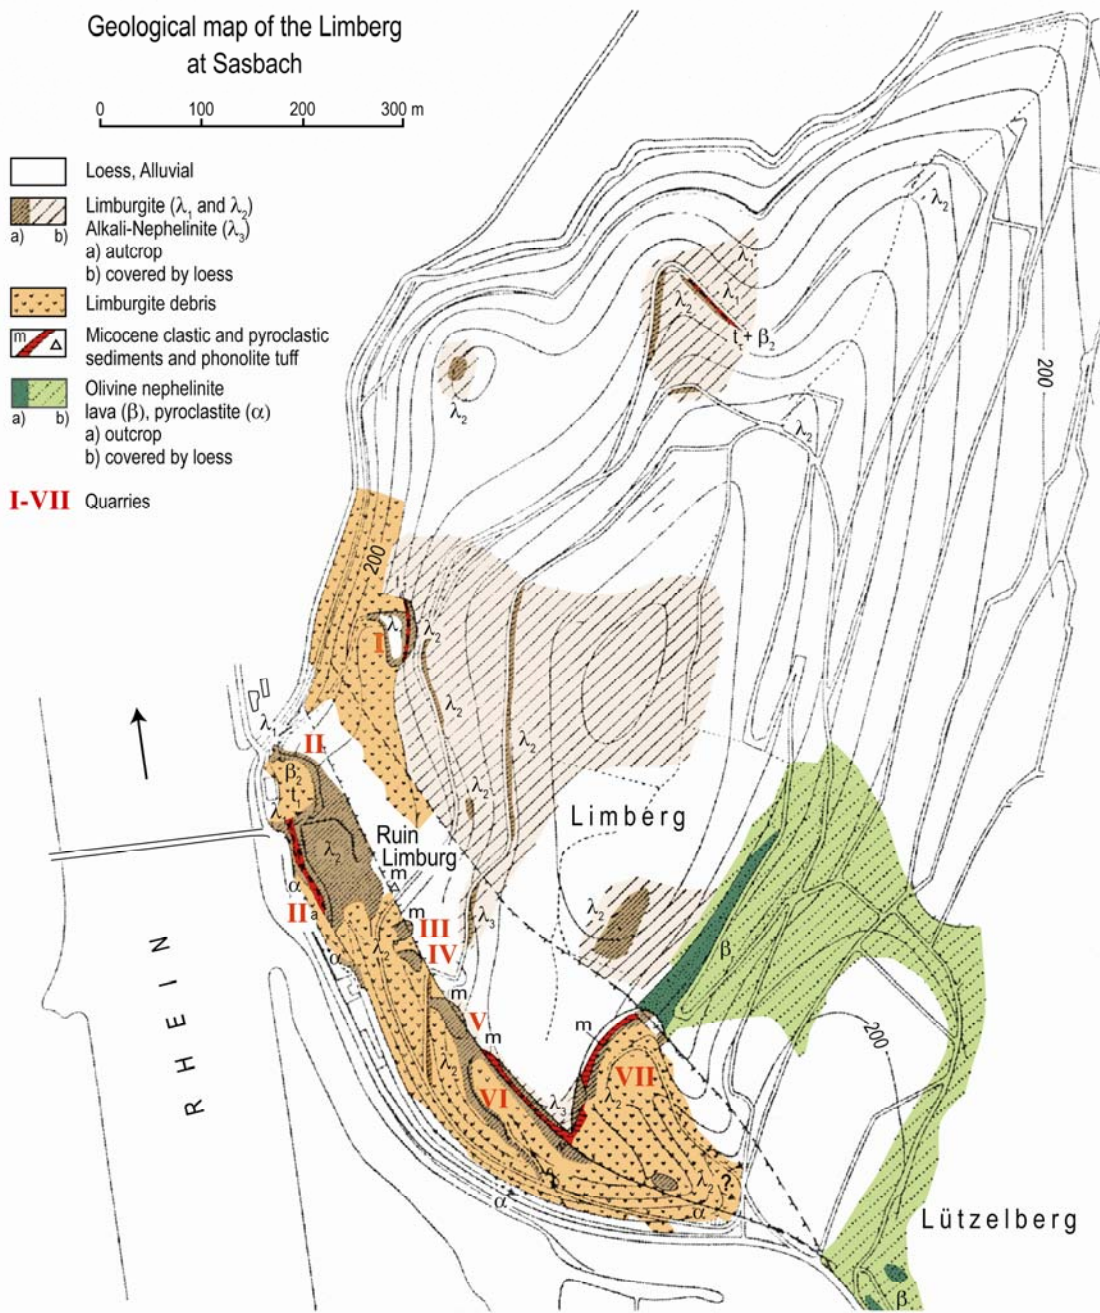 Geological map of the Limberg
at Sasbach
0 100 200 300 m
Loess, Alluvial
Limburgite (λ₁ and λ₂)
Alkali-Nephelinite (λ₃)
a) b)
a) autcrop
b) covered by loess
Limburgite debris
m
Micocene clastic and pyroclastic
sediments and phonolite tuff
Olivine nephelinite
lava (β), pyroclastite (α)
a) b)
a) outcrop
b) covered by loess
I-VII Quarries
λ₂
λ₁
λ₂ λ₁
t + β₂
200
λ₂
λ₂
200
λ λ₂
I
λ₂
λ₁
II
λ₂
β₂
t₁
λ₂
λ
Limberg
Ruin
Limburg
λ₂
m
α
II a
m
III
λ₃
λ₂
λ₂
IV
α
β
RHEIN
m
V
m
m
200
λ₂
VII
VI
λ₃
λ₂
λ₂ ?
α
α
Lützelberg
β